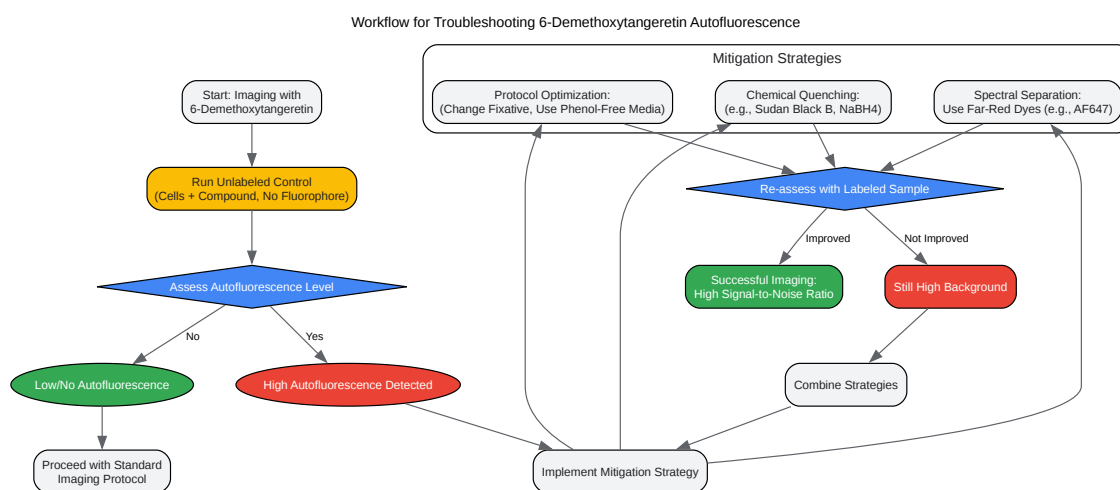 Workflow for Troubleshooting 6-Demethoxytangeretin Autofluorescence
Mitigation Strategies
Start: Imaging with
6-Demethoxytangeretin
Protocol Optimization:
(Change Fixative, Use Phenol-Free Media)
Chemical Quenching:
(e.g., Sudan Black B, NaBH4)
Spectral Separation:
Use Far-Red Dyes (e.g., AF647)
Run Unlabeled Control
(Cells + Compound, No Fluorophore)
Re-assess with Labeled Sample
Improved
Not Improved
Assess Autofluorescence Level
Successful Imaging:
High Signal-to-Noise Ratio
Still High Background
No
Yes
Low/No Autofluorescence
High Autofluorescence Detected
Combine Strategies
Proceed with Standard
Imaging Protocol
Implement Mitigation Strategy